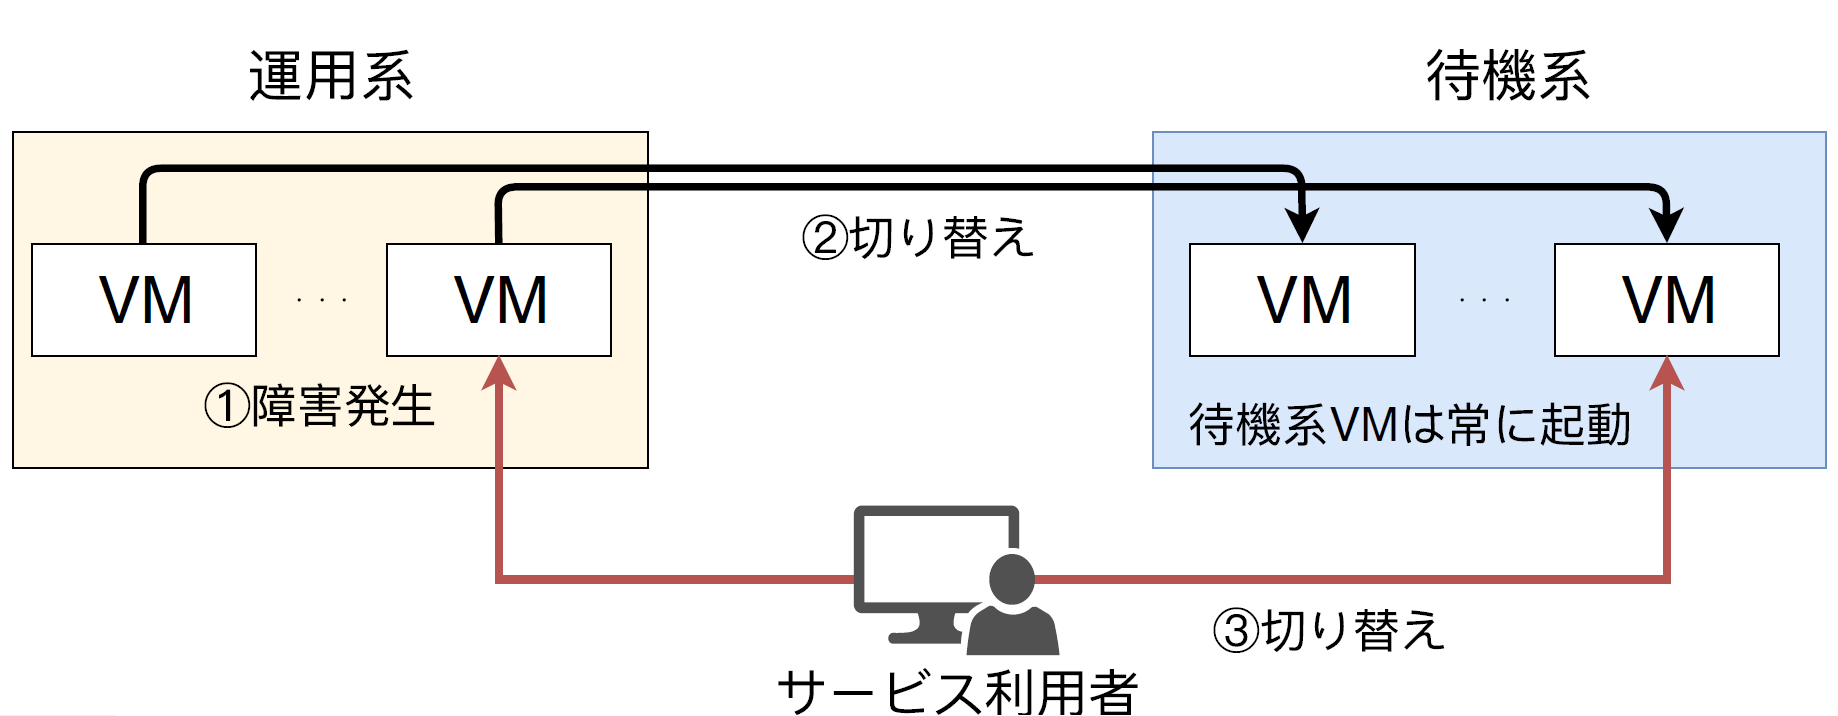 運用系
待機系
②切り替え
VM ... VM
VM ... VM
①障害発生
待機系VMは常に起動
③切り替え
サービス利用者